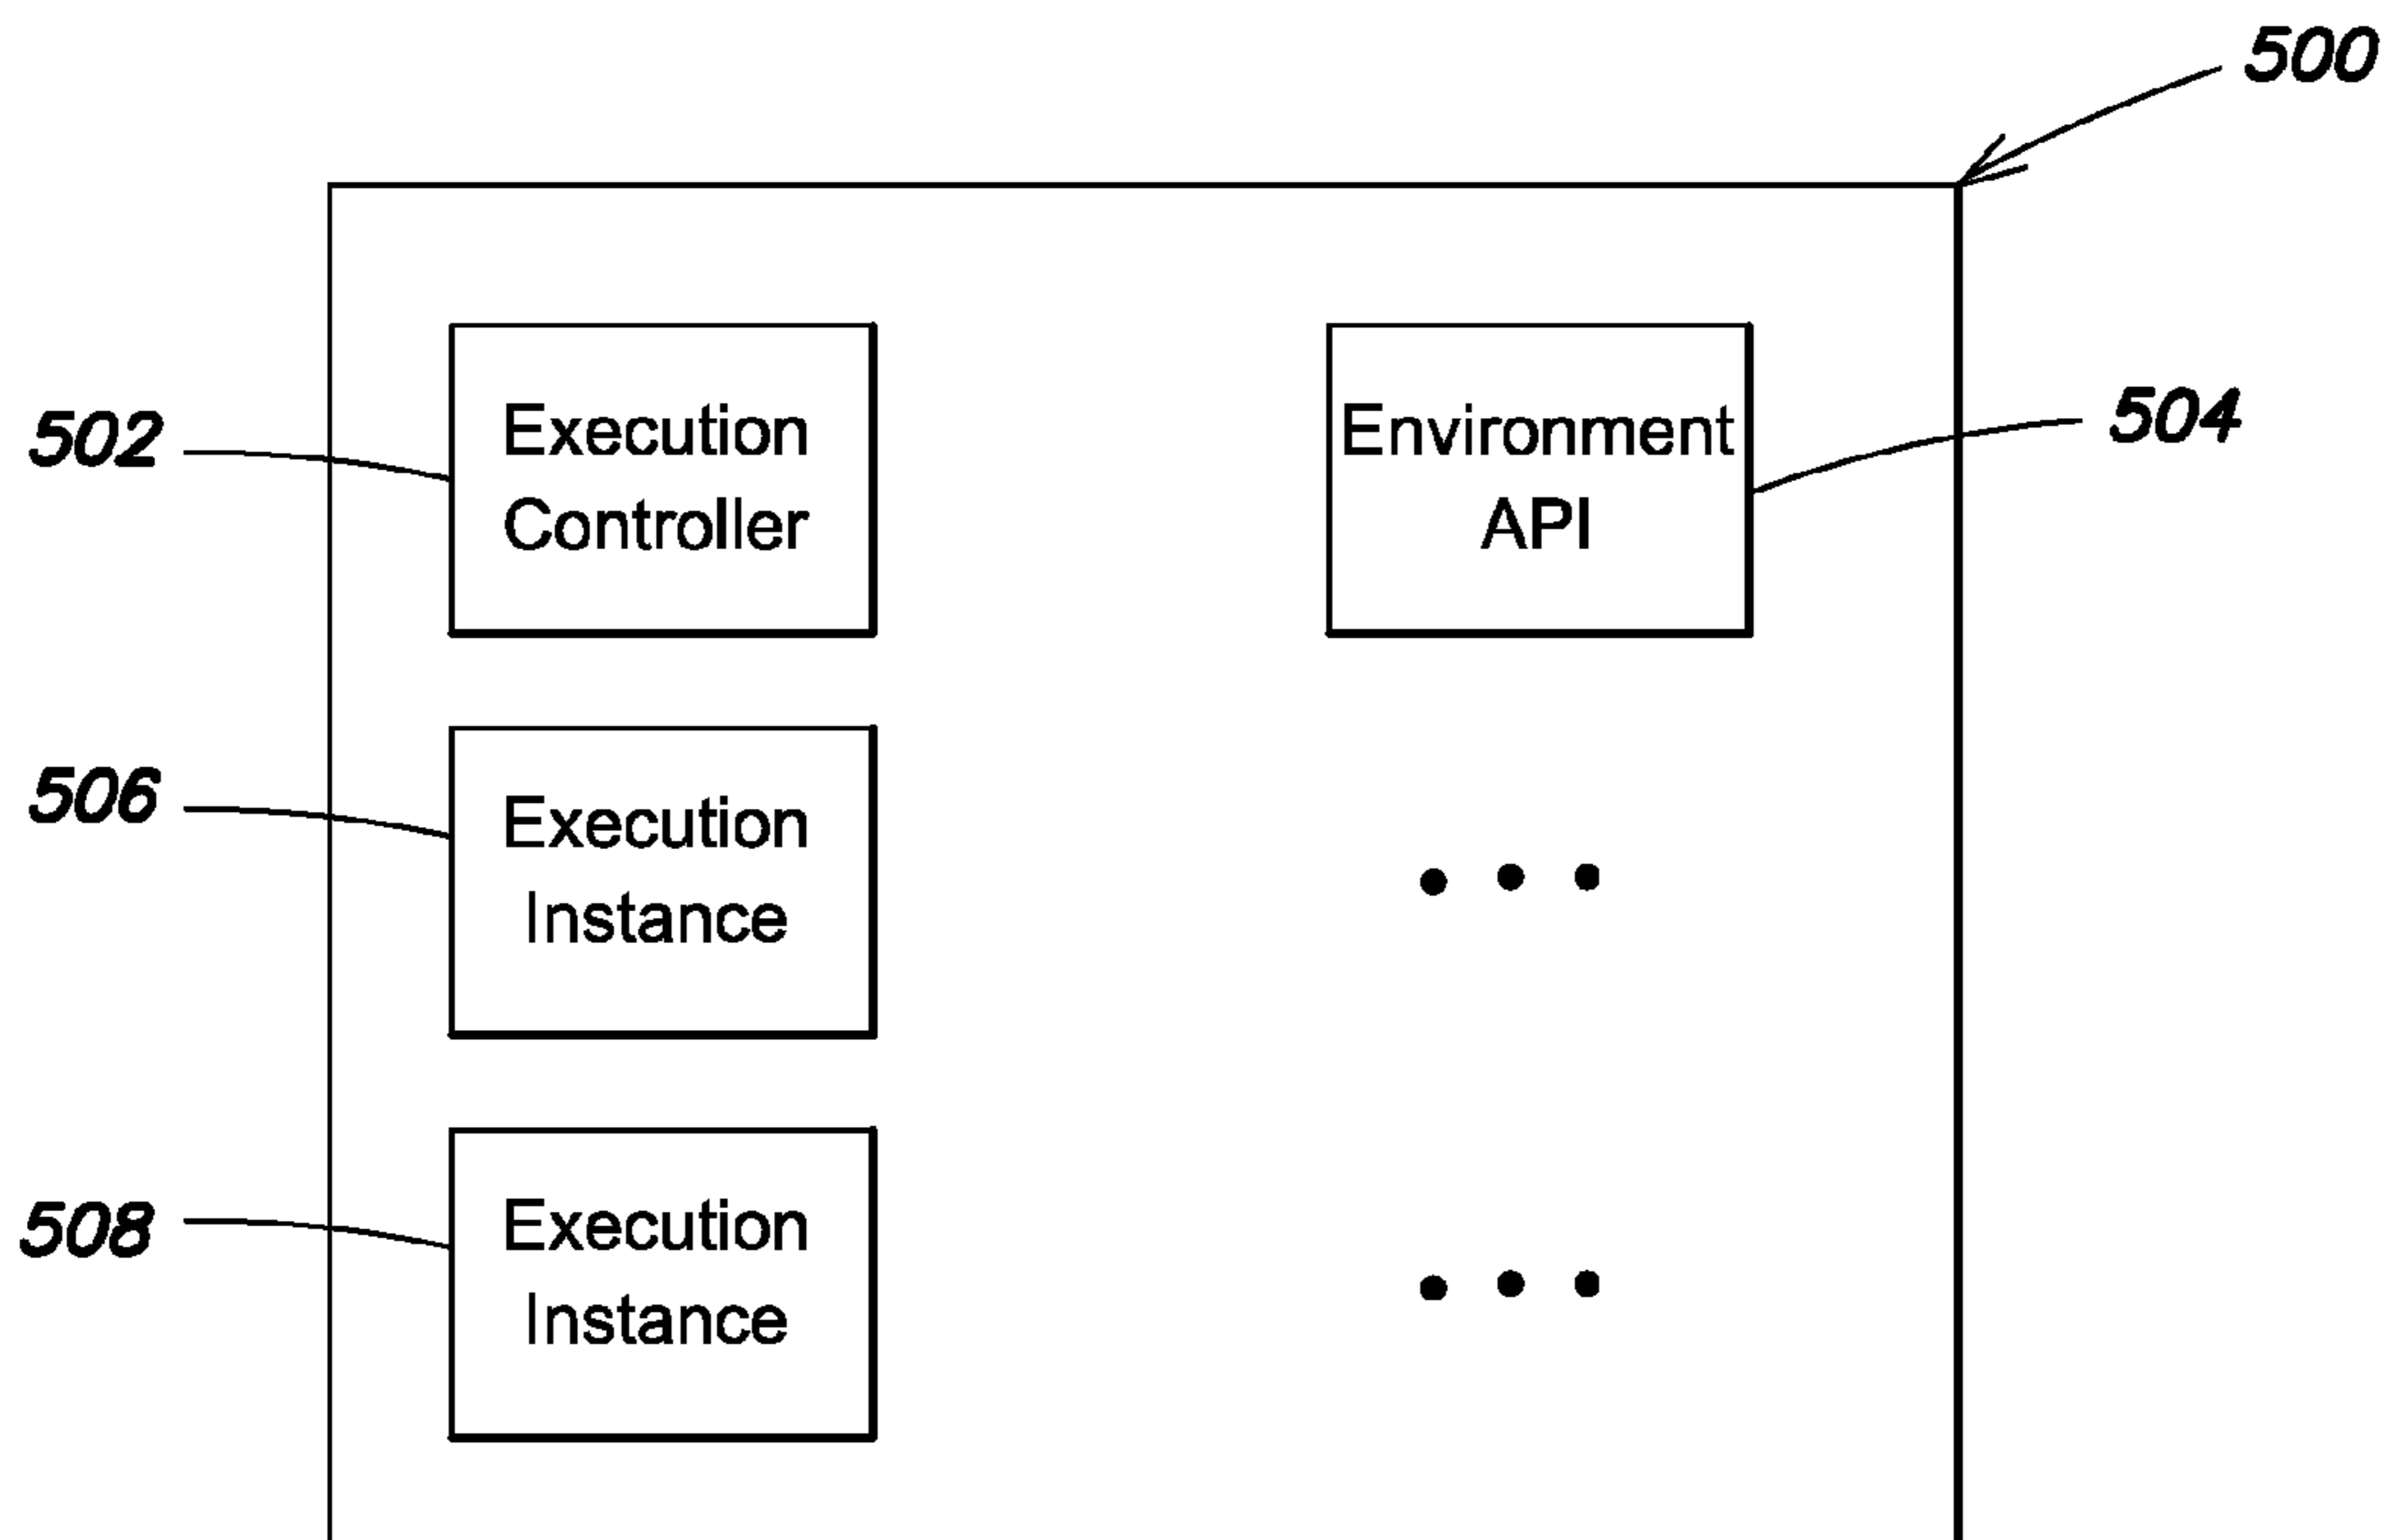 500
502
Execution
Controller
Environment
API
504
506
Execution
Instance
• • •
508
Execution
Instance
• • •